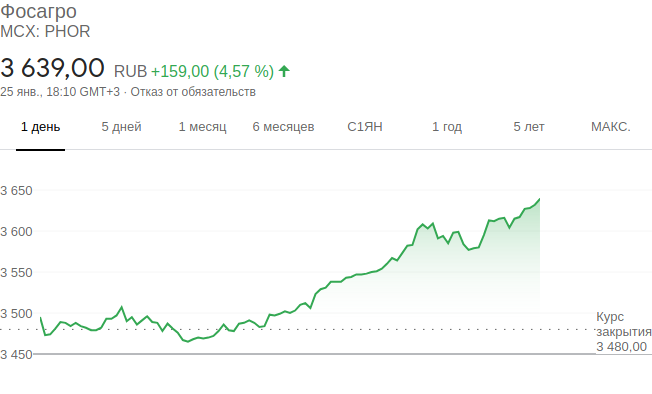 Фосагро
MCX: PHOR
3 639,00 RUB +159,00 (4,57 %)
25 янв., 18:10 GMT+3 · Отказ от обязательств
1 день 5 дней 1 месяц 6 месяцев С1ЯН 1 год 5 лет МАКС.
3 650
3 600
3 550
3 500
3 450
Курс
закрытия
3 480,00